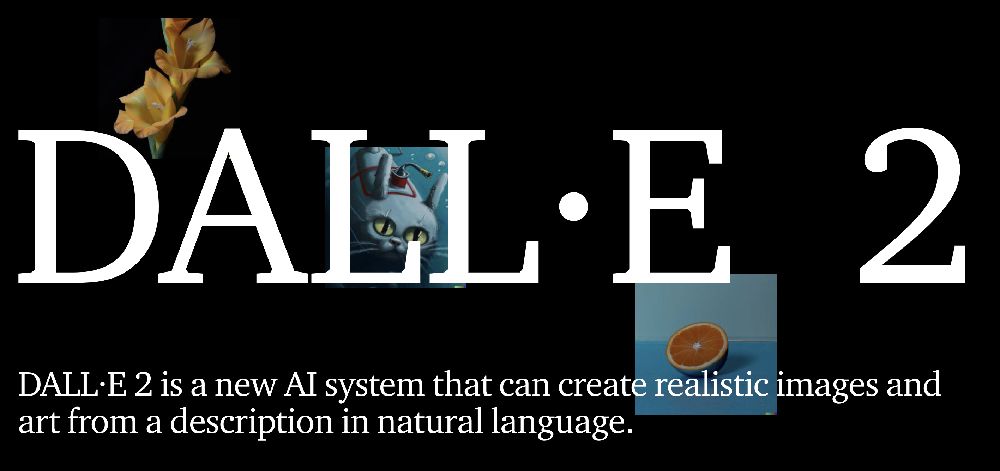 DALL·E 2
DALL·E 2 is a new AI system that can create realistic images and
art from a description in natural language.